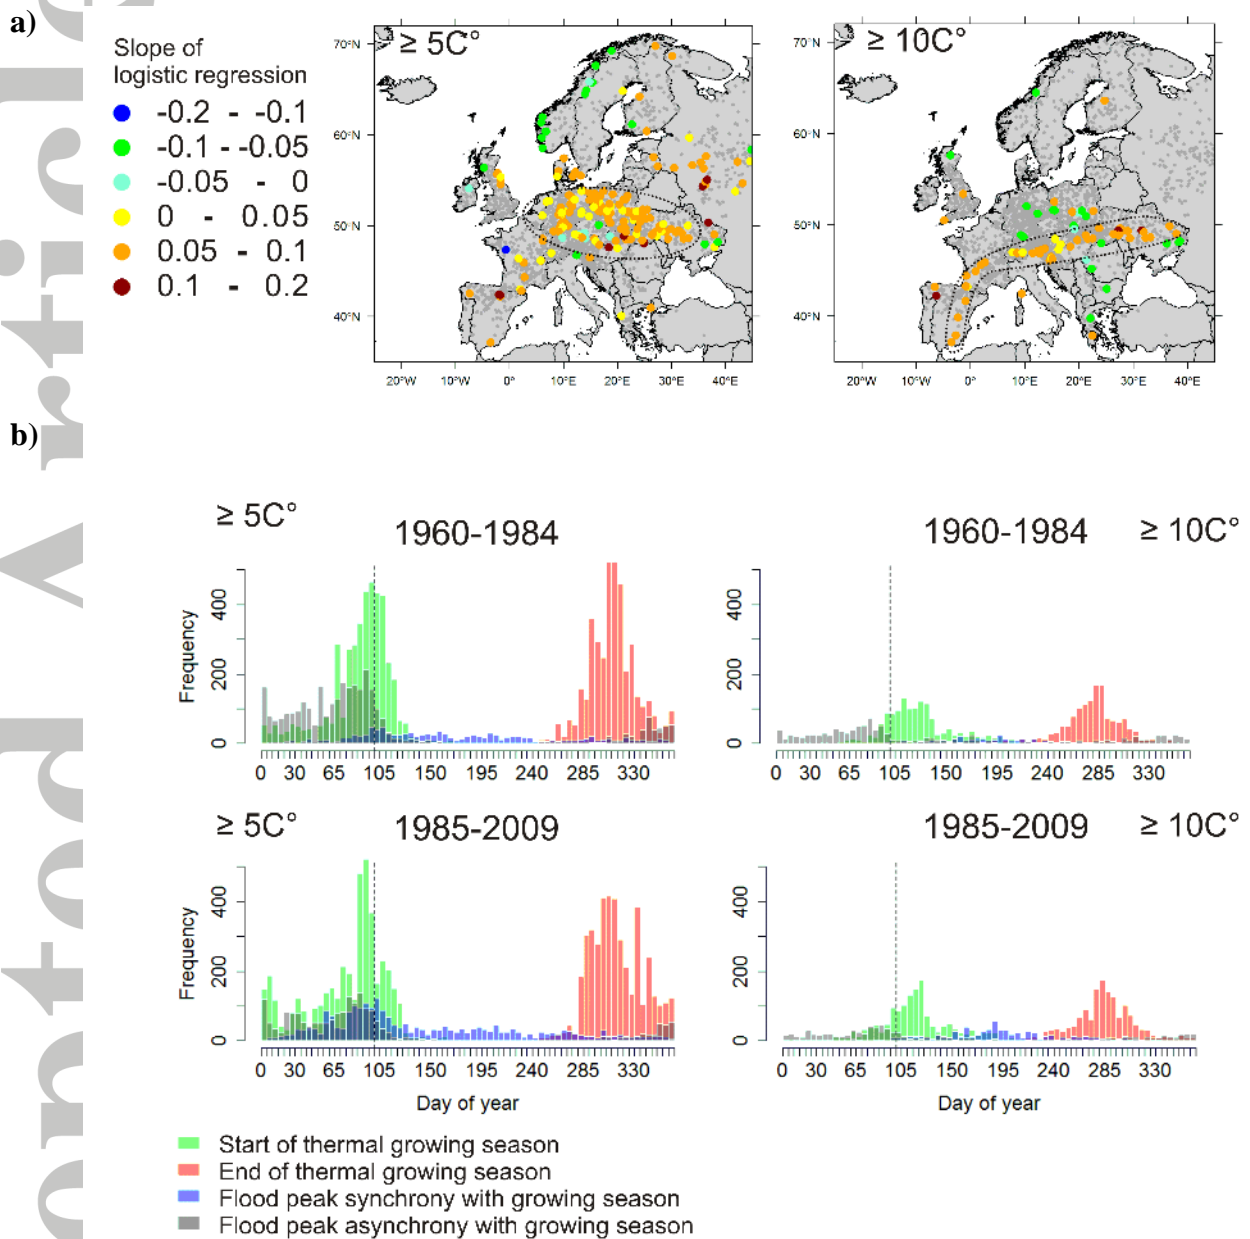 a)
Slope of
logistic regression
-0.2 - -0.1
-0.1 - -0.05
-0.05 - 0
0 - 0.05
0.05 - 0.1
0.1 - 0.2
≥ 5C°
70°N
60°N
50°N
40°N
20°W 10°W 0° 10°E 20°E 30°E 40°E
≥ 10C°
70°N
60°N
50°N
40°N
20°W 10°W 0° 10°E 20°E 30°E 40°E
b)
≥ 5C°
1960-1984
Frequency
400
200
0
0 30 65 105 150 195 240 285 330
1960-1984 ≥ 10C°
400
200
0
0 30 65 105 150 195 240 285 330
≥ 5C°
1985-2009
Frequency
400
200
0
0 30 65 105 150 195 240 285 330
Day of year
1985-2009 ≥ 10C°
400
200
0
0 30 65 105 150 195 240 285 330
Day of year
Start of thermal growing season
End of thermal growing season
Flood peak synchrony with growing season
Flood peak asynchrony with growing season